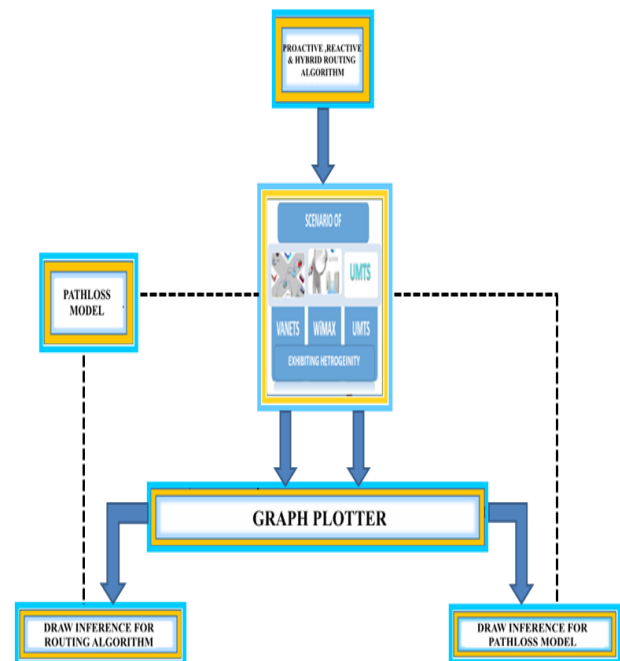 PROACTIVE ,REACTIVE
& HYBRID ROUTING
ALGORITHM
SCENARIO OF
UMTS
VANETS WiMAX UMTS
EXHIBITING HETROGEINITY
PATHLOSS
MODEL
GRAPH PLOTTER
DRAW INFERENCE FOR
ROUTING ALGORITHM
DRAW INFERENCE FOR
PATHLOSS MODEL